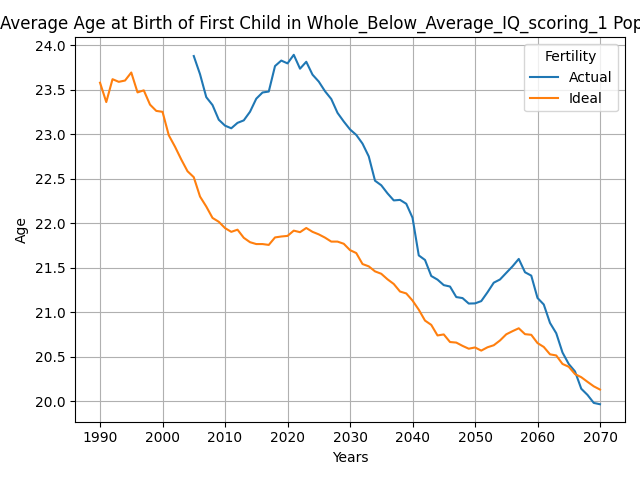 Average Age at Birth of First Child in Whole_Below_Average_IQ_scoring_1 Pop
Fertility
Actual
Ideal
24.0
23.5
23.0
22.5
22.0
21.5
21.0
20.5
20.0
Age
1990 2000 2010 2020 2030 2040 2050 2060 2070
Years